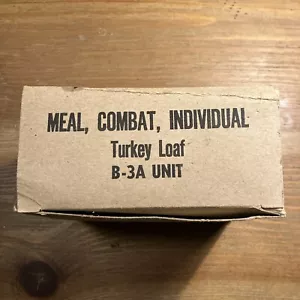 MEAL, COMBAT, INDIVIDUAL
Turkey Loaf
B-3A UNIT